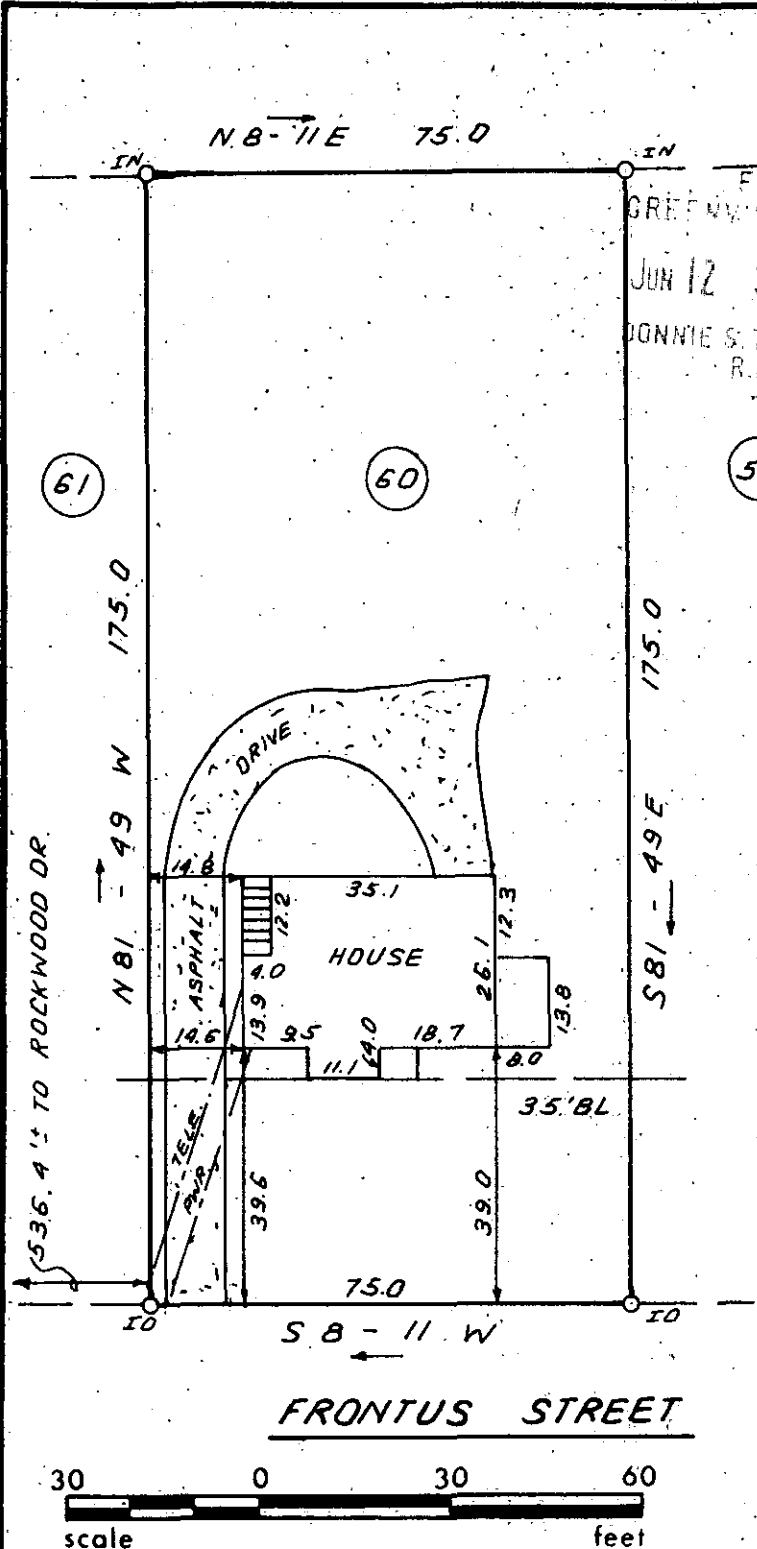 N 8 - 11 E 75.0
IN
IN
GREENV
JUN 12
DONNIE S.
R.
61
60
5
N 81 - 49 W 175.0
S 81 - 49 E 175.0
DRIVE
14.8
35.1
12.2
12.3
ASPHALT
HOUSE
4.0
26.1
13.9
13.8
14.6
9.5
4.0
18.7
11.1
8.0
35' BL
TELE
PWR
39.6
39.0
536.4'± TO ROCKWOOD DR.
75.0
IO
IO
S 8 - 11 W
FRONTUS STREET
30 0 30 60
scale feet